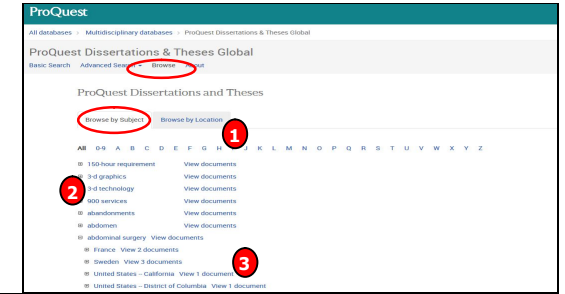 ProQuest
All databases > Multidisciplinary databases > ProQuest Dissertations & Theses Global
ProQuest Dissertations & Theses Global
Basic Search Advanced Search Browse About
ProQuest Dissertations and Theses
Browse by Subject Browse by Location
1
All 0-9 A B C D E F G H J K L M N O P Q R S T U V W X Y Z
150-hour requirement View documents
3-d graphics View documents
2
3-d technology View documents
900 services View documents
abandonments View documents
abdomen View documents
abdominal surgery View documents
France View 2 documents
Sweden View 3 documents
3
United States – California View 1 document
United States – District of Columbia View 1 document